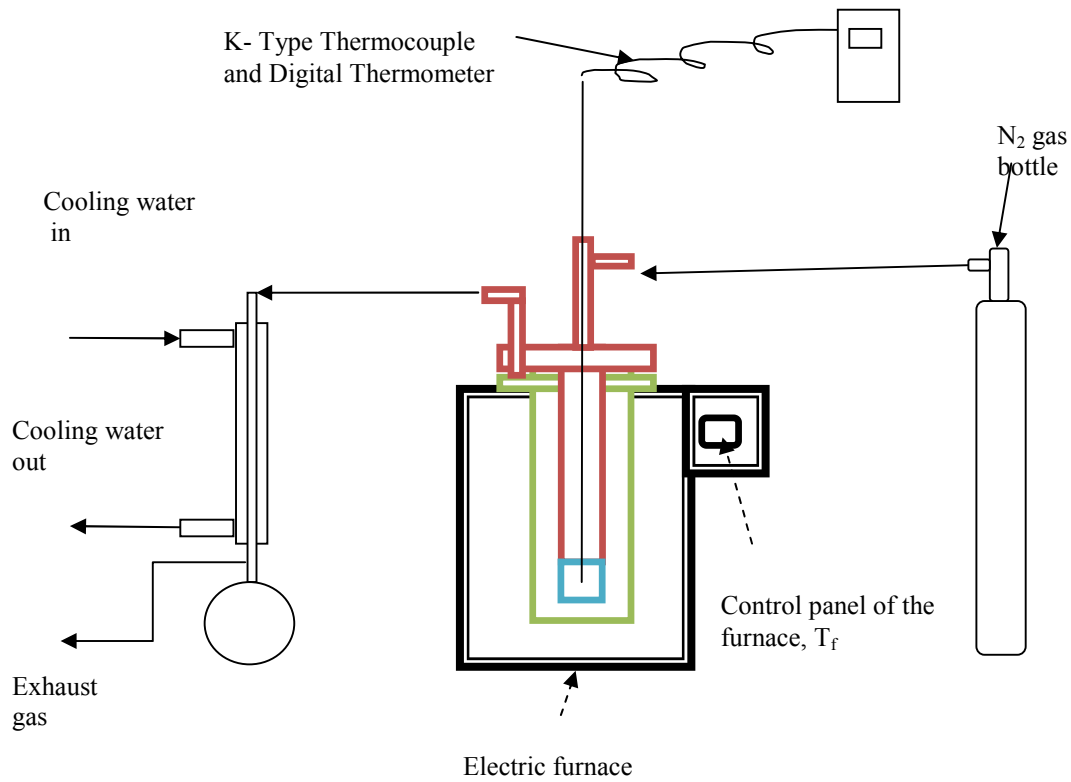 K- Type Thermocouple
and Digital Thermometer
N₂ gas
bottle
Cooling water
in
Cooling water
out
Control panel of the
furnace, T_f
Exhaust
gas
Electric furnace